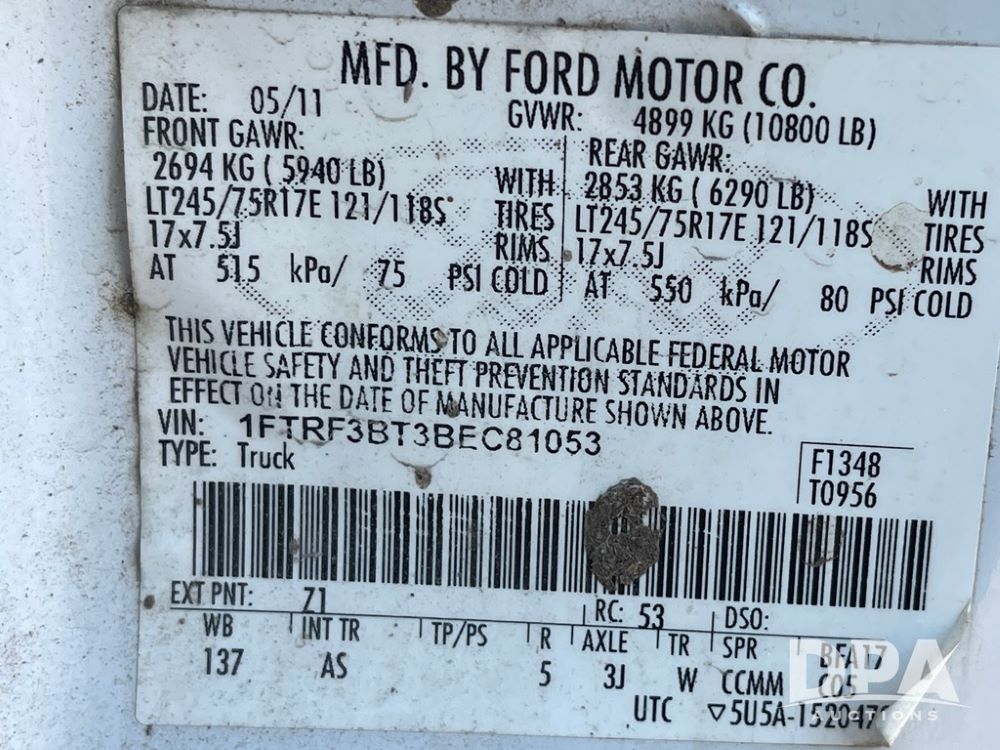 MFD. BY FORD MOTOR CO.
DATE: 05/11 GVWR: 4899 KG (10800 LB)
FRONT GAWR: REAR GAWR:
2694 KG ( 5940 LB) WITH 2853 KG ( 6290 LB) WITH
LT245/75R17E 121/118S TIRES LT245/75R17E 121/118S TIRES
17x7.5J RIMS 17x7.5J RIMS
AT 515 kPa/ 75 PSI COLD AT 550 kPa/ 80 PSI COLD
THIS VEHICLE CONFORMS TO ALL APPLICABLE FEDERAL MOTOR
VEHICLE SAFETY AND THEFT PREVENTION STANDARDS IN
EFFECT ON THE DATE OF MANUFACTURE SHOWN ABOVE.
VIN: 1FTRF3BT3BEC81053
TYPE: Truck
F1348
T0956
EXT PNT: Z1 RC: 53 DSO:
WB INT TR TP/PS R AXLE TR SPR BFA17
137 AS 5 3J W CCMM C05
UTC ▽5U5A-1520472
DPA
AUCTIONS